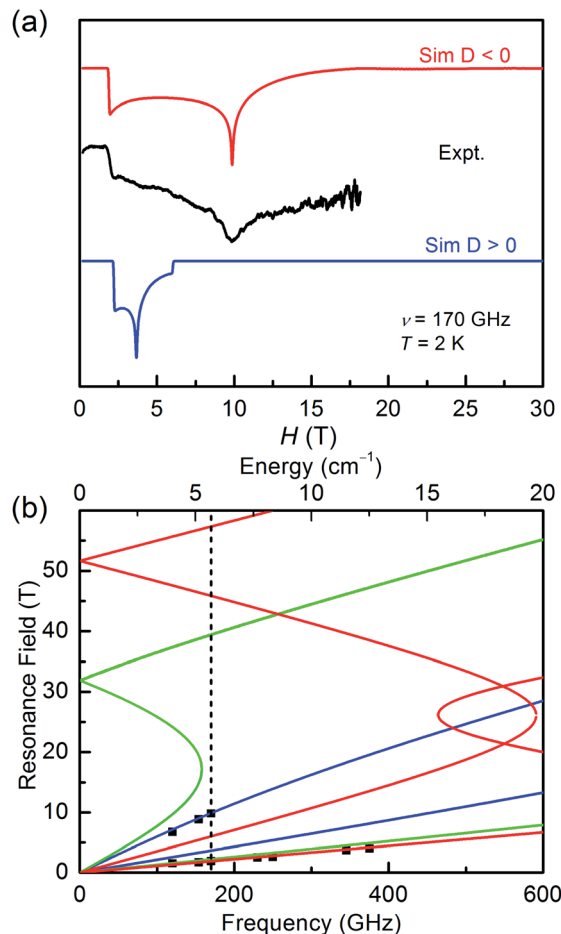 (a)
Sim D < 0
Expt.
Sim D > 0
ν = 170 GHz
T = 2 K
0 5 10 15 20 25 30
H (T)
Energy (cm⁻¹)
0 5 10 15 20
(b)
50
40
30
20
10
0
Resonance Field (T)
0 200 400 600
Frequency (GHz)